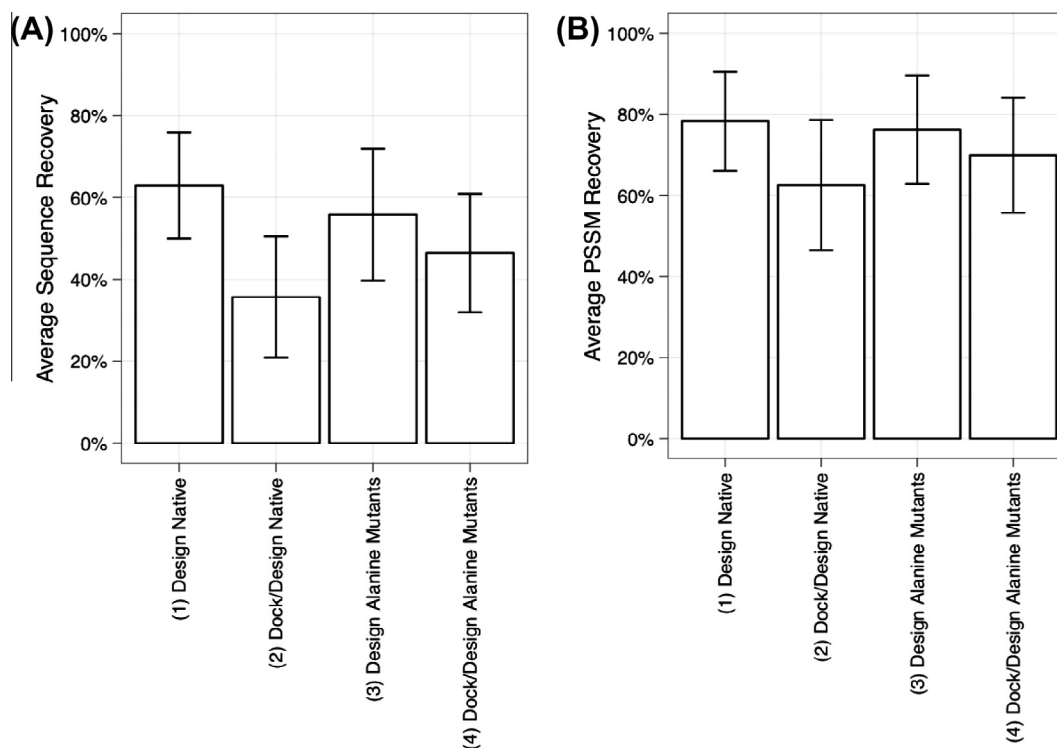 (A)
Average Sequence Recovery
100%
80%
60%
40%
20%
0%
(1) Design Native
(2) Dock/Design Native
(3) Design Alanine Mutants
(4) Dock/Design Alanine Mutants
(B)
Average PSSM Recovery
100%
80%
60%
40%
20%
0%
(1) Design Native
(2) Dock/Design Native
(3) Design Alanine Mutants
(4) Dock/Design Alanine Mutants